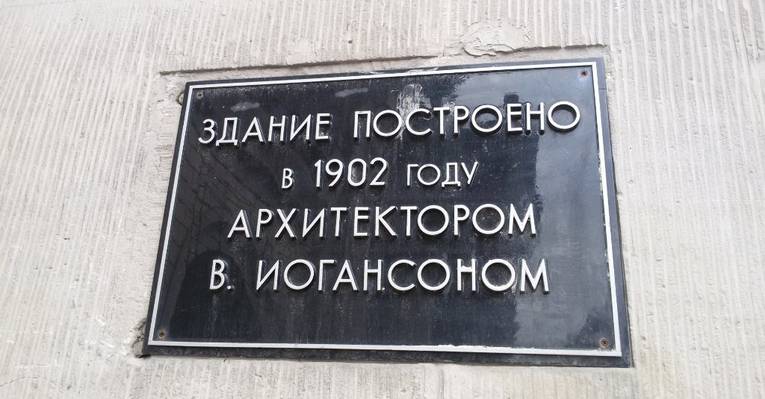 ЗДАНИЕ ПОСТРОЕНО
В 1902 ГОДУ
АРХИТЕКТОРОМ
В. ИОГАНСОНОМ